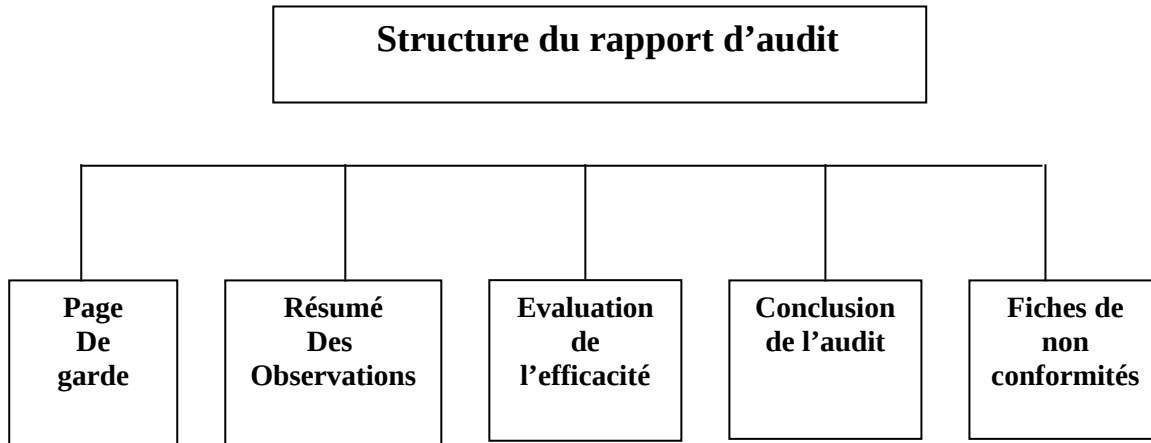 Structure du rapport d’audit
Page
De
garde
Résumé
Des
Observations
Evaluation
de
l’efficacité
Conclusion
de l’audit
Fiches de
non
conformités